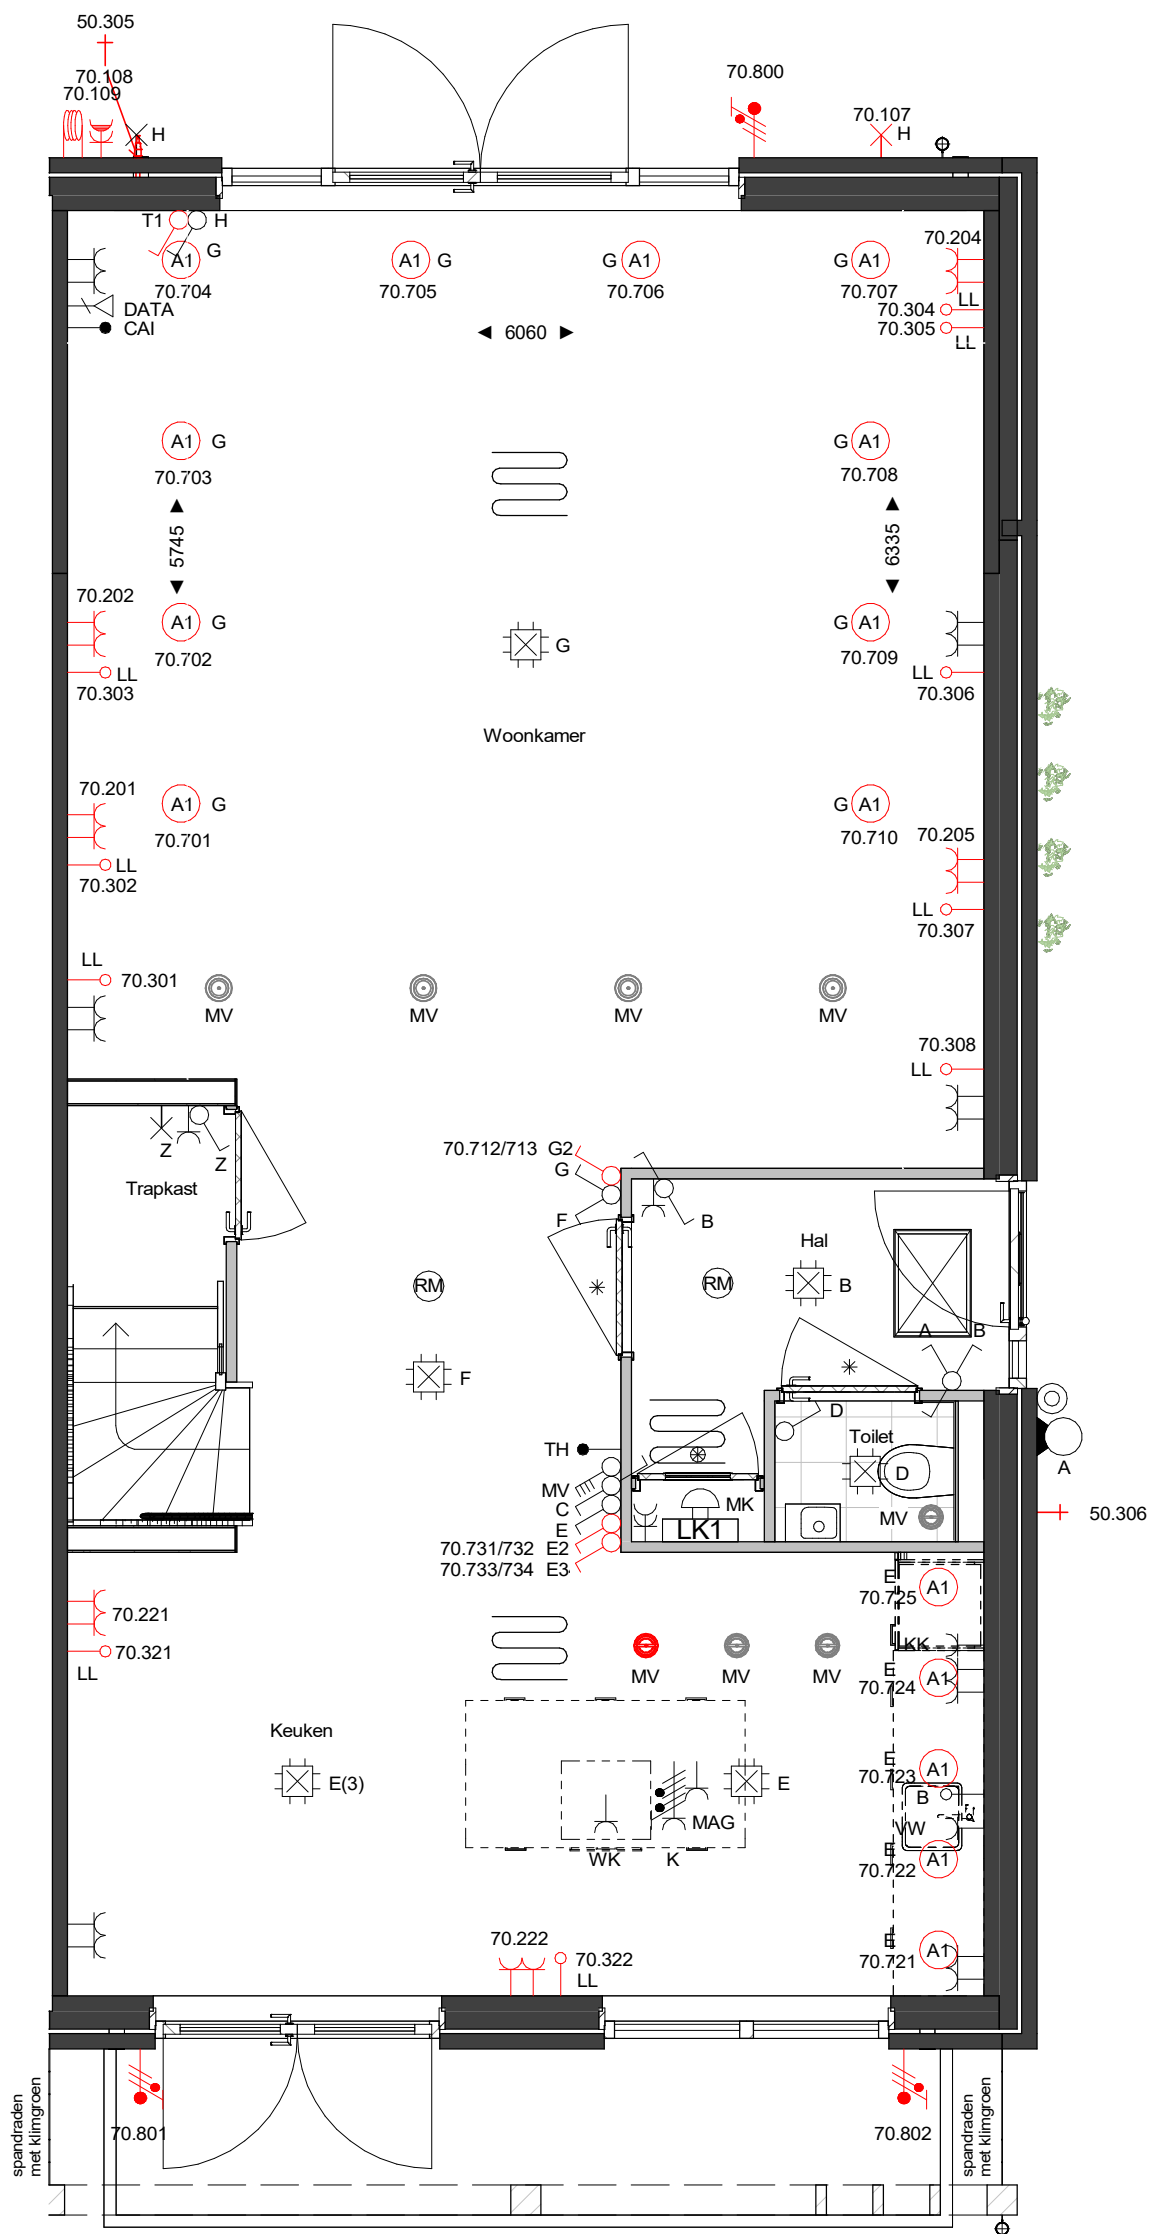 50.305
70.108
70.109
H
70.800
70.107
H
T1
H
G
A1
70.704
A1 G
70.705
G A1
70.706
G A1
70.707
70.204
LL
70.304
70.305
LL
DATA
CAI
6060
A1 G
70.703
G A1
70.708
5745
6335
70.202
LL
70.303
A1 G
70.702
G
G A1
70.709
LL
70.306
Woonkamer
70.201
LL
70.302
A1 G
70.701
G A1
70.710
70.205
LL
70.307
LL
70.301
MV
MV
MV
MV
70.308
LL
Z
Z
Trapkast
70.712/713 G2
G
F
B
Hal
RM
RM
B
A
B
F
D
Toilet
D
TH
MV
C
E
MK
LK1
MV
A
50.306
70.731/732 E2
70.733/734 E3
E
70.725
A1
70.221
70.321
LL
KK
MV
MV
MV
E
70.724
A1
Keuken
E(3)
E
E
70.723
A1
B
VW
MAG
WK
K
E
70.722
A1
70.222
70.322
LL
E
70.721
A1
70.801
70.802
spandraden
met klimgroen
spandraden
met klimgroen